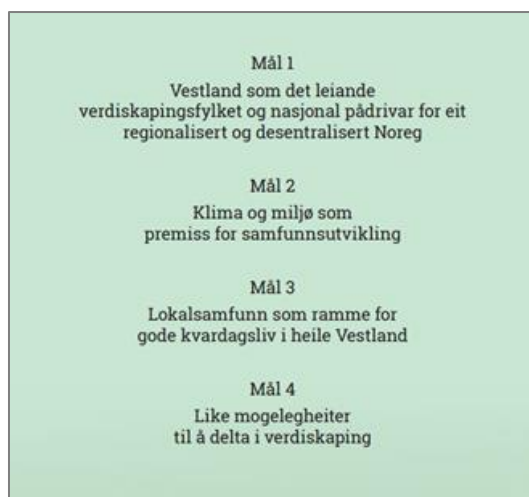 Mål 1
Vestland som det leiande
verdiskapingsfylket og nasjonal pådrivar for eit
regionalisert og desentralisert Noreg
Mål 2
Klima og miljø som
premiss for samfunnsutvikling
Mål 3
Lokalsamfunn som ramme for
gode kvardagsliv i heile Vestland
Mål 4
Like mogelegheiter
til å delta i verdiskaping